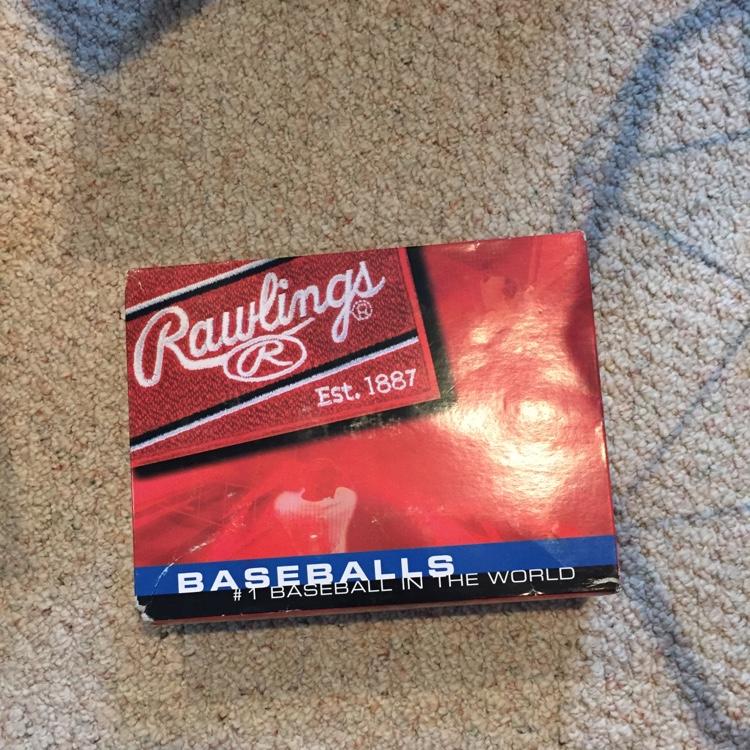 Rawlings®
R
Est. 1887
BASEBALLS
#1 BASEBALL IN THE WORLD